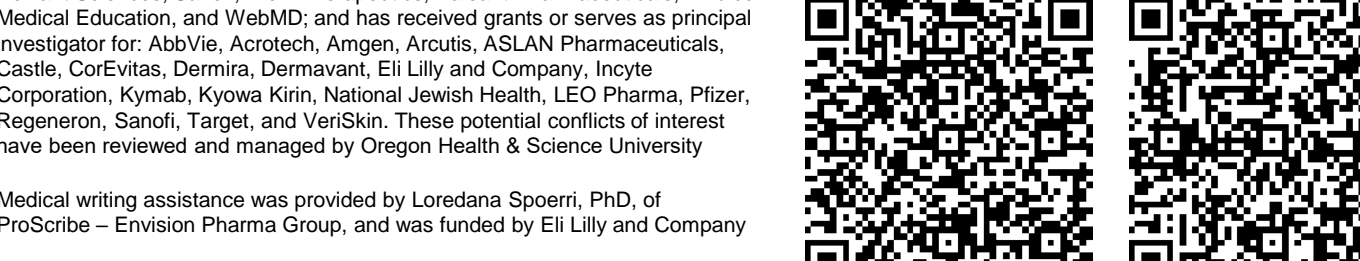 Medical Education, and WebMD; and has received grants or serves as principal
investigator for: AbbVie, Acrotech, Amgen, Arcutis, ASLAN Pharmaceuticals,
Castle, CorEvitas, Dermira, Dermavant, Eli Lilly and Company, Incyte
Corporation, Kymab, Kyowa Kirin, National Jewish Health, LEO Pharma, Pfizer,
Regeneron, Sanofi, Target, and VeriSkin. These potential conflicts of interest
have been reviewed and managed by Oregon Health & Science University
Medical writing assistance was provided by Loredana Spoerri, PhD, of
ProScribe – Envision Pharma Group, and was funded by Eli Lilly and Company